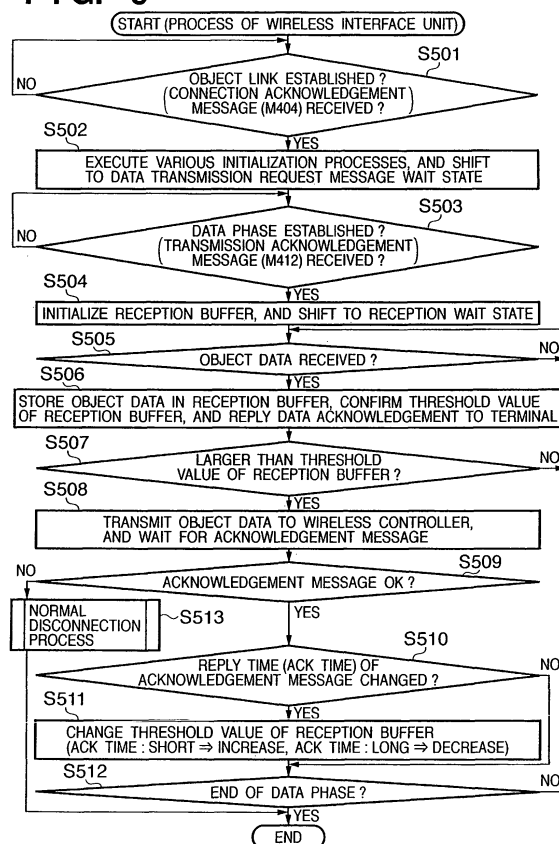 START (PROCESS OF WIRELESS INTERFACE UNIT)
S501
OBJECT LINK ESTABLISHED ?
(CONNECTION ACKNOWLEDGEMENT
MESSAGE (M404) RECEIVED ?)
NO
YES
S502
EXECUTE VARIOUS INITIALIZATION PROCESSES, AND SHIFT
TO DATA TRANSMISSION REQUEST MESSAGE WAIT STATE
S503
DATA PHASE ESTABLISHED ?
(TRANSMISSION ACKNOWLEDGEMENT
MESSAGE (M412) RECEIVED ?)
NO
YES
S504
INITIALIZE RECEPTION BUFFER, AND SHIFT TO RECEPTION WAIT STATE
S505
OBJECT DATA RECEIVED ?
NO
YES
S506
STORE OBJECT DATA IN RECEPTION BUFFER, CONFIRM THRESHOLD VALUE
OF RECEPTION BUFFER, AND REPLY DATA ACKNOWLEDGEMENT TO TERMINAL
S507
LARGER THAN THRESHOLD
VALUE OF RECEPTION BUFFER ?
NO
YES
S508
TRANSMIT OBJECT DATA TO WIRELESS CONTROLLER,
AND WAIT FOR ACKNOWLEDGEMENT MESSAGE
S509
NO
ACKNOWLEDGEMENT MESSAGE OK ?
YES
NORMAL
DISCONNECTION
PROCESS
S513
S510
REPLY TIME (ACK TIME) OF
ACKNOWLEDGEMENT MESSAGE CHANGED ?
NO
YES
S511
CHANGE THRESHOLD VALUE OF RECEPTION BUFFER
(ACK TIME : SHORT ⇒ INCREASE, ACK TIME : LONG ⇒ DECREASE)
S512
END OF DATA PHASE ?
NO
YES
END